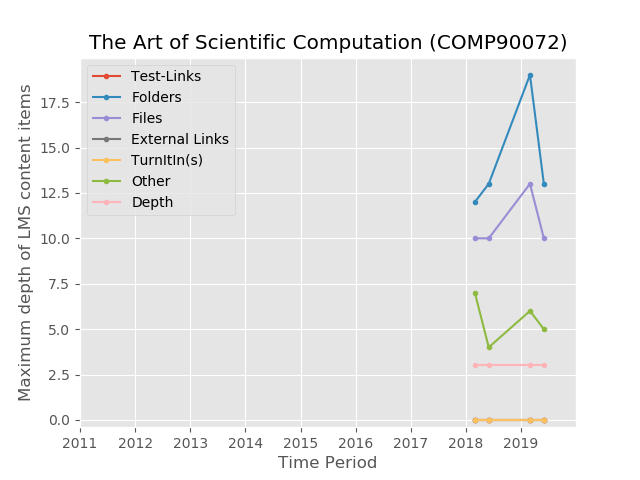 The Art of Scientific Computation (COMP90072)
Test-Links
Folders
Files
External Links
TurnItIn(s)
Other
Depth
Maximum depth of LMS content items
17.5
15.0
12.5
10.0
7.5
5.0
2.5
0.0
2011 2012 2013 2014 2015 2016 2017 2018 2019
Time Period